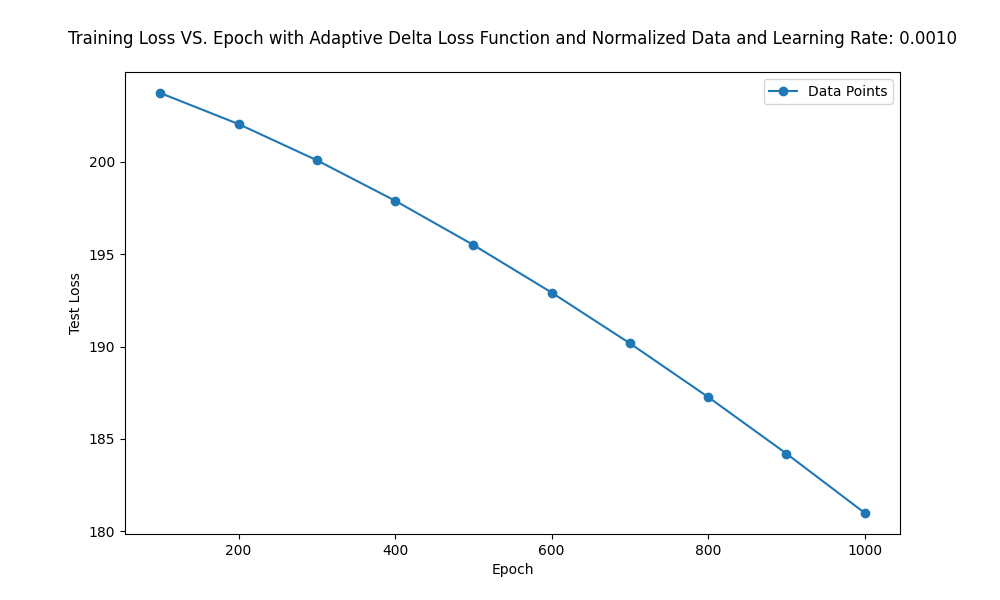 Training Loss VS. Epoch with Adaptive Delta Loss Function and Normalized Data and Learning Rate: 0.0010
Data Points
200
195
190
185
180
Test Loss
200
400
600
800
1000
Epoch